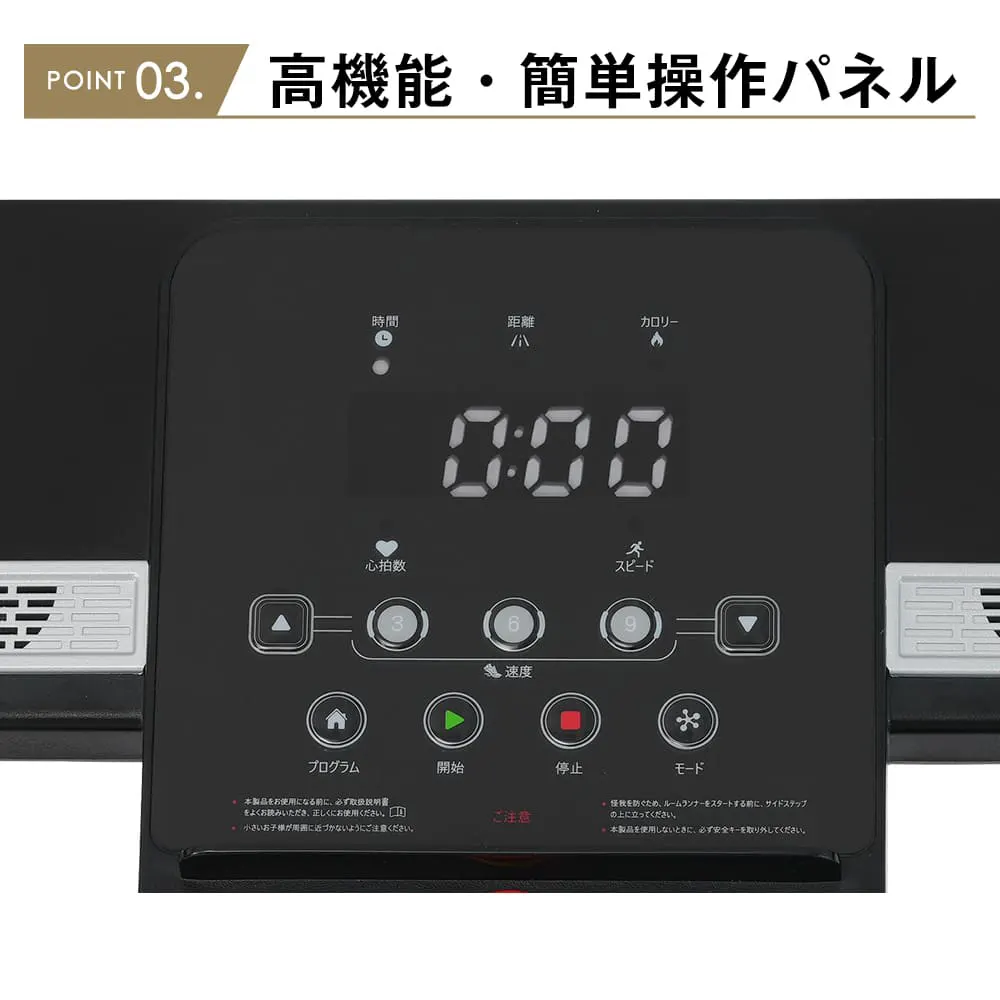 POINT 03.
高機能・簡単操作パネル
時間
距離
カロリー
0:00
心拍数
スピード
▲
3
6
9
▼
速度
プログラム
開始
停止
モード
• 本製品をお使用になる前に、必ず取扱説明書
をよくお読みいただき、正しくにお使用ください。
• 小さいお子様が周囲に近づかないようにご注意ください。
ご注意
• 怪我を防ぐため、ルームランナーをスタートする前に、サイドステップ
の上に立ってください。
• 本製品を使用しないときに、必ず安全キーを取り外してください。